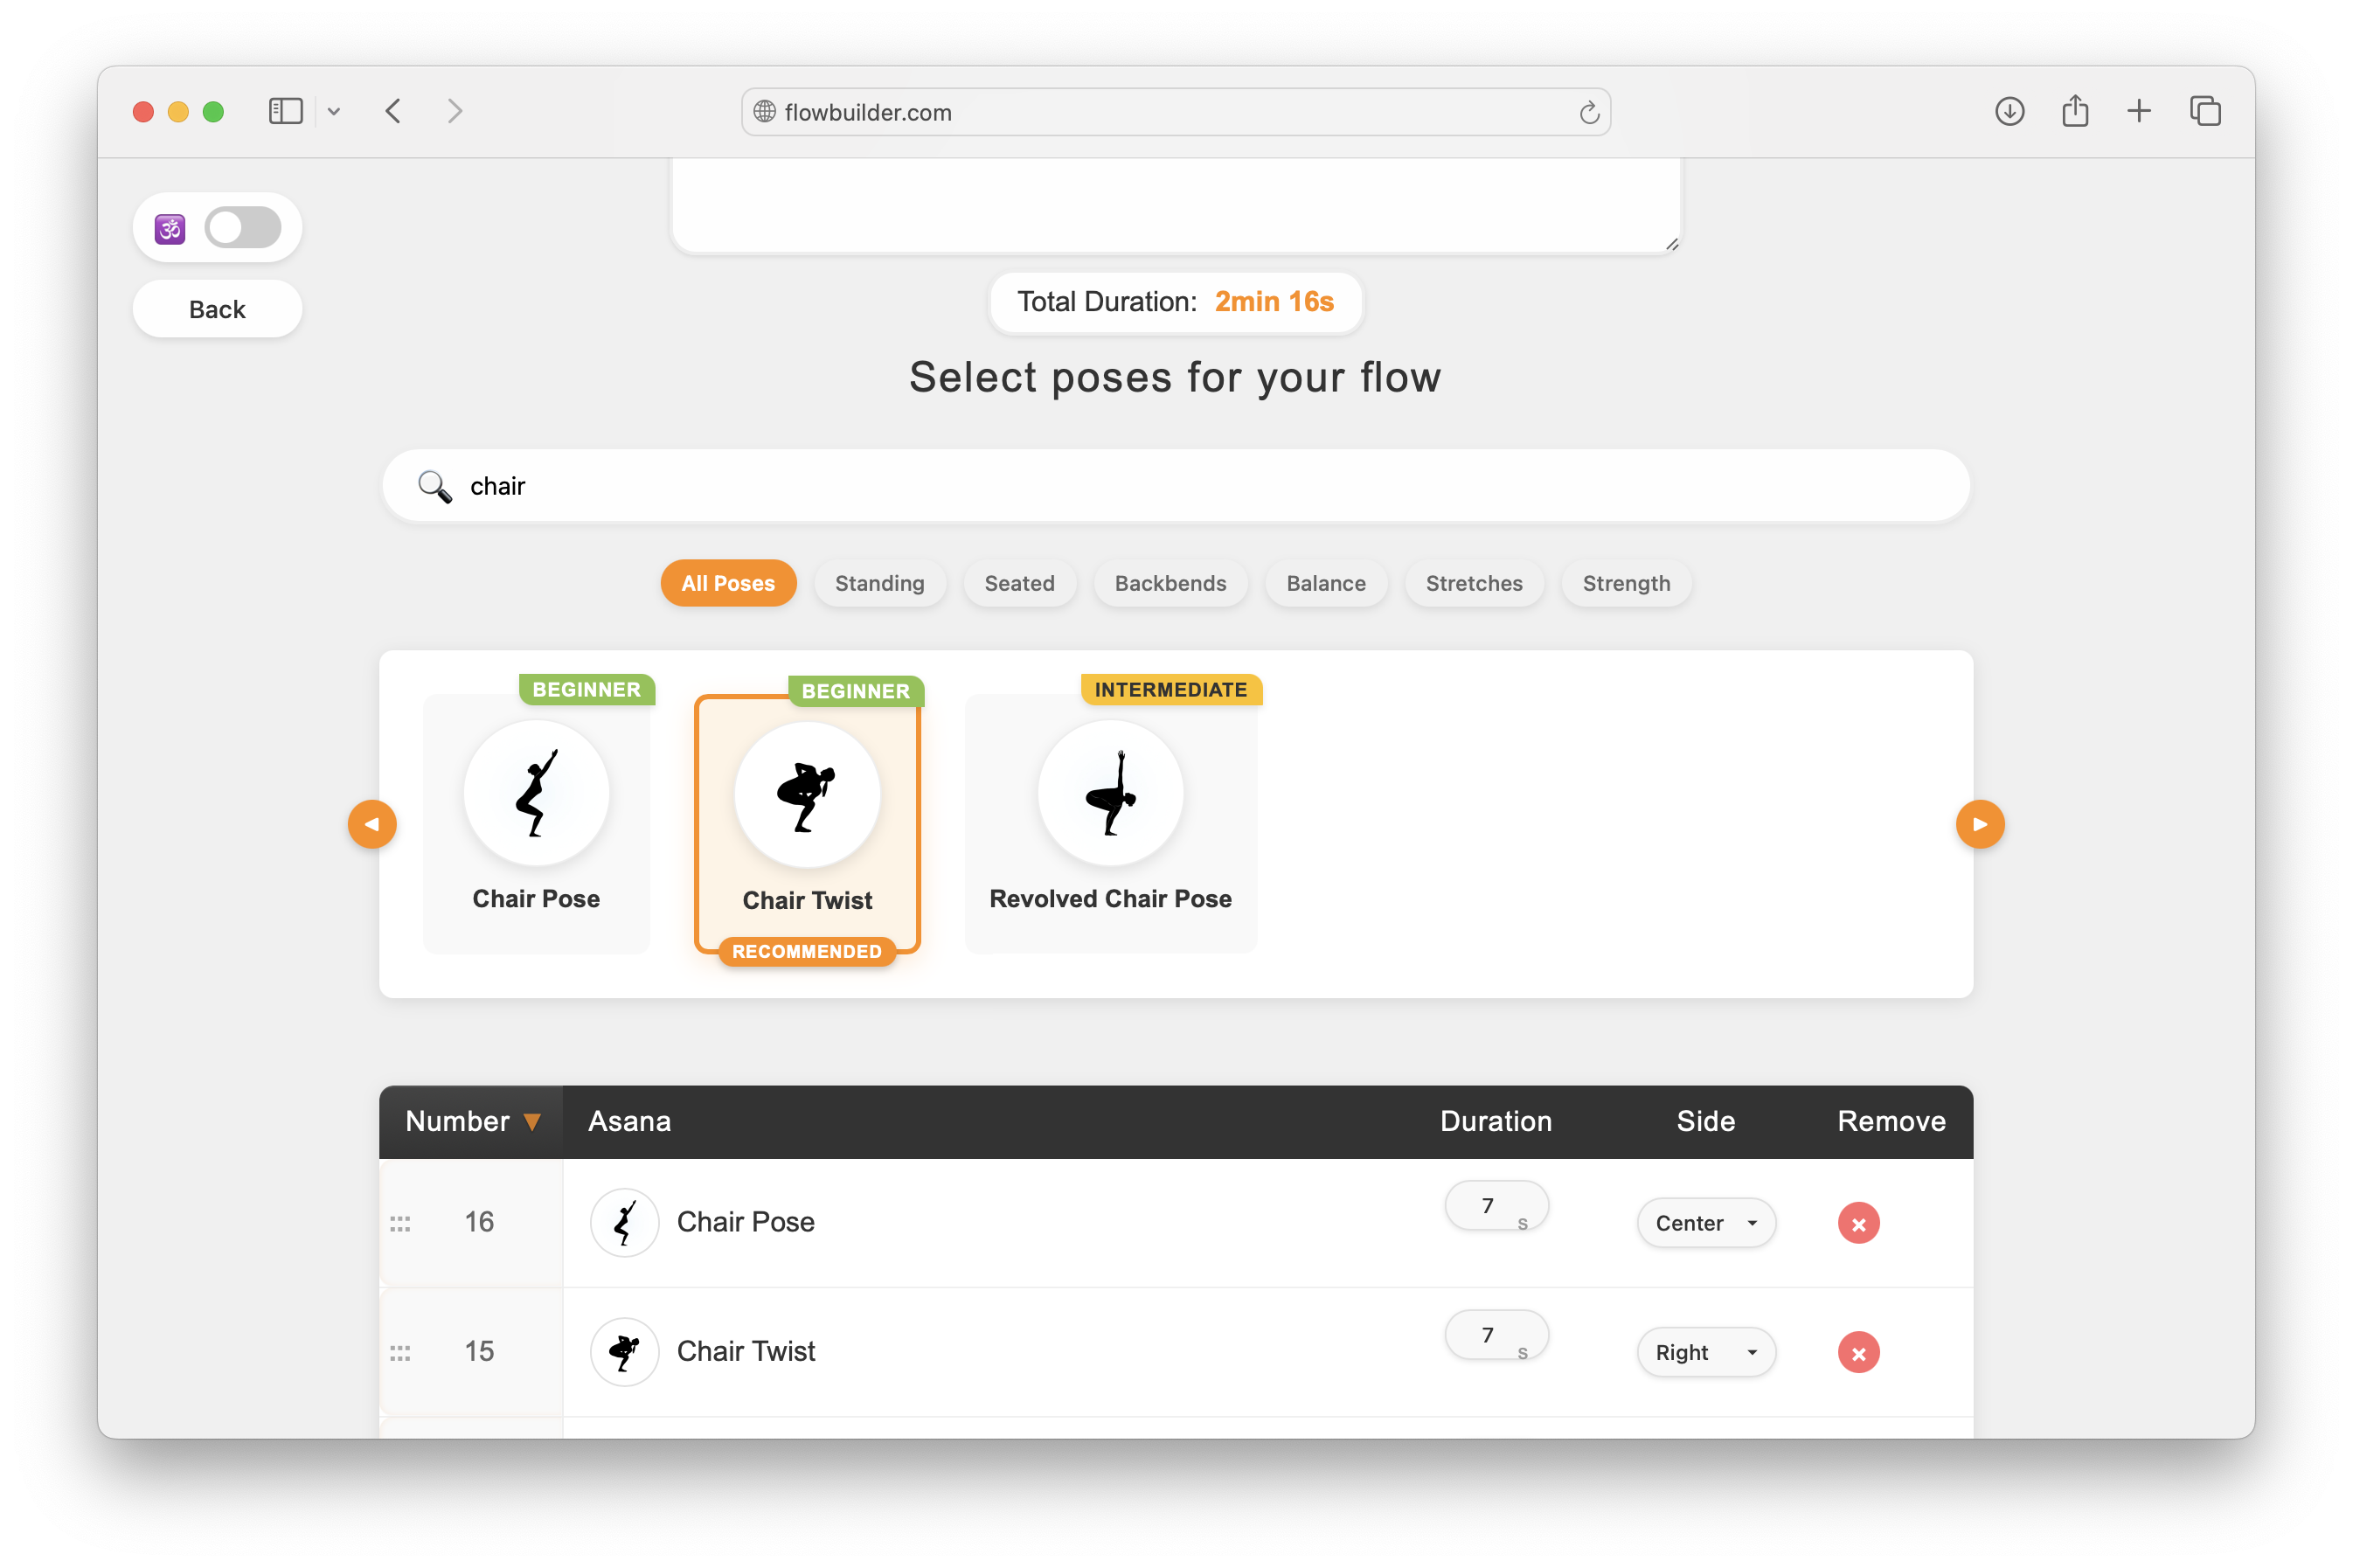 flowbuilder.com
🕉
Back
Total Duration: 2min 16s
Select poses for your flow
🔍 chair
All Poses Standing Seated Backbends Balance Stretches Strength
BEGINNER BEGINNER INTERMEDIATE
Chair Pose Chair Twist Revolved Chair Pose
RECOMMENDED
Number ▼ Asana Duration Side Remove
16 Chair Pose 7 s Center
15 Chair Twist 7 s Right